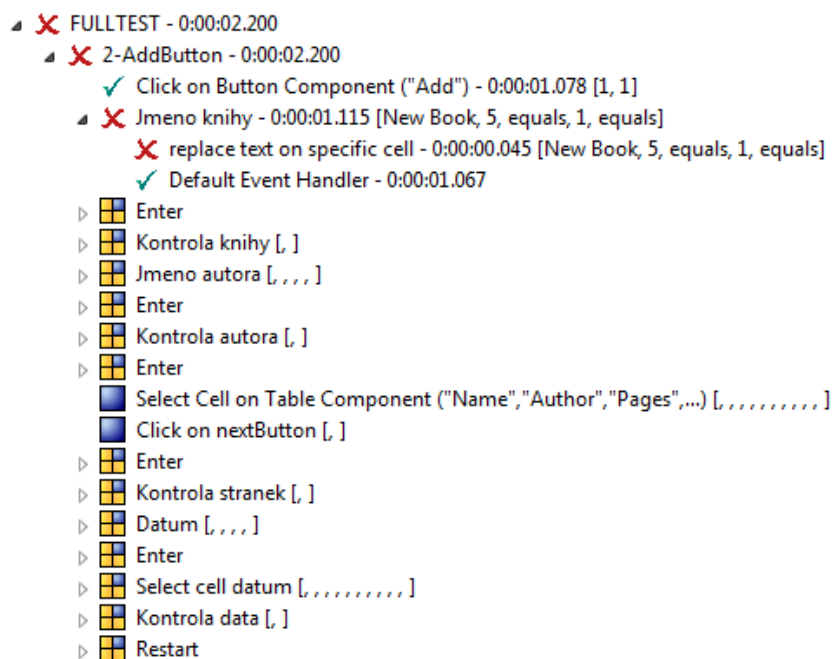 FULLTEST - 0:00:02.200
2-AddButton - 0:00:02.200
Click on Button Component ("Add") - 0:00:01.078 [1, 1]
Jmeno knihy - 0:00:01.115 [New Book, 5, equals, 1, equals]
replace text on specific cell - 0:00:00.045 [New Book, 5, equals, 1, equals]
Default Event Handler - 0:00:01.067
Enter
Kontrola knihy [, ]
Jmeno autora [, , , , ]
Enter
Kontrola autora [, ]
Enter
Select Cell on Table Component ("Name","Author","Pages",...) [, , , , , , , , , , ]
Click on nextButton [, ]
Enter
Kontrola stranek [, ]
Datum [, , , , ]
Enter
Select cell datum [, , , , , , , , , , ]
Kontrola data [, ]
Restart